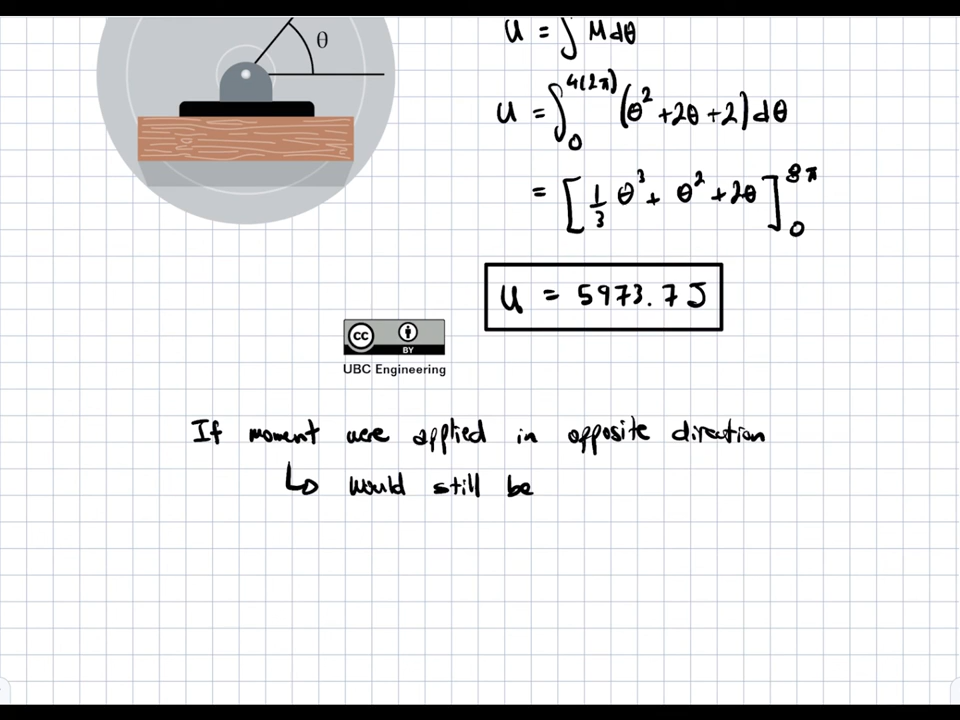 θ
U = ∫ M dθ
U = ∫₀^4(2π) (θ² + 2θ + 2) dθ
= [1/3 θ³ + θ² + 2θ]₀^8π
U = 5973.7 J
cc BY
UBC Engineering
If moment were applied in opposite direction
↳ would still be